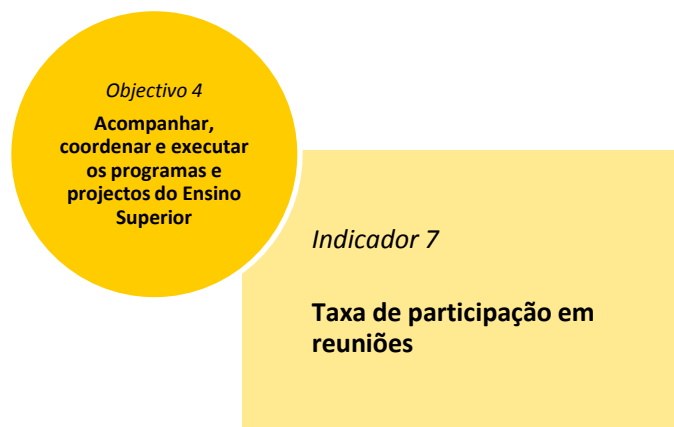 Objectivo 4
Acompanhar,
coordenar e executar
os programas e
projectos do Ensino
Superior
Indicador 7
Taxa de participação em
reuniões